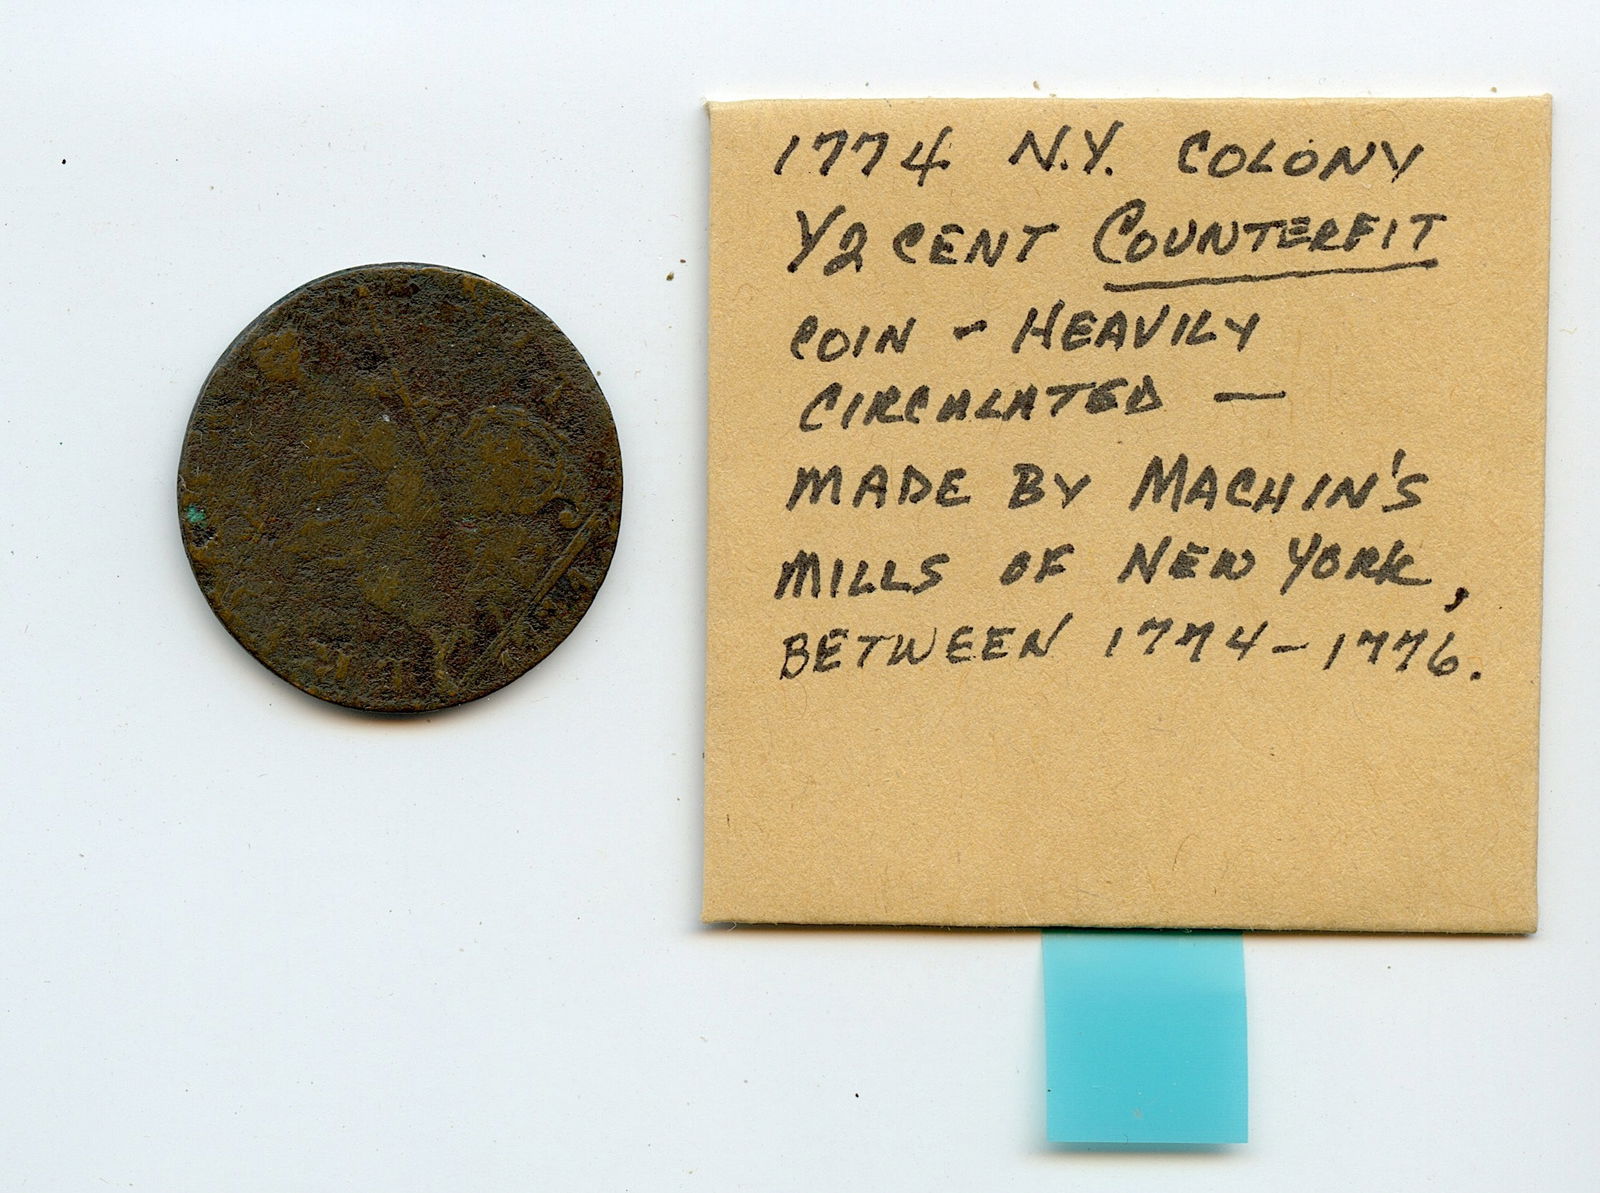 1774 N.Y. COLONY
1/2 CENT COUNTERFIT
COIN - HEAVILY
CIRCULATED —
MADE BY MACHIN'S
MILLS OF NEW YORK,
BETWEEN 1774-1776.